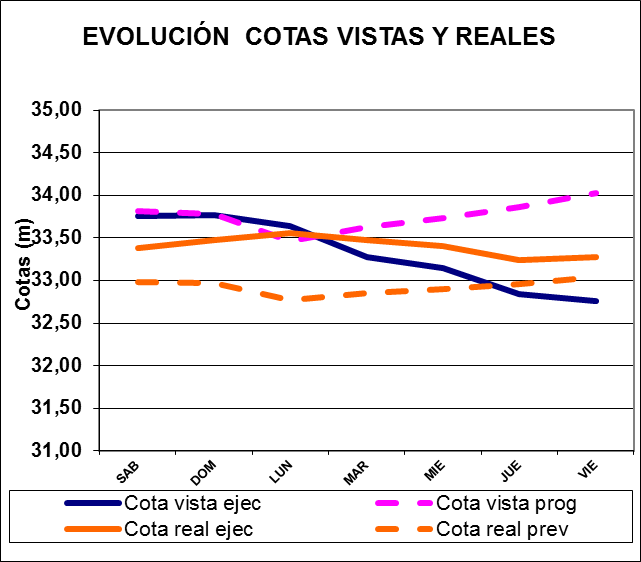 EVOLUCIÓN  COTAS VISTAS Y REALES
35,00
34,50
34,00
33,50
33,00
32,50
32,00
31,50
31,00
Cotas (m)
SAB DOM LUN MAR MIE JUE VIE
Cota vista ejec Cota vista prog
Cota real ejec Cota real prev